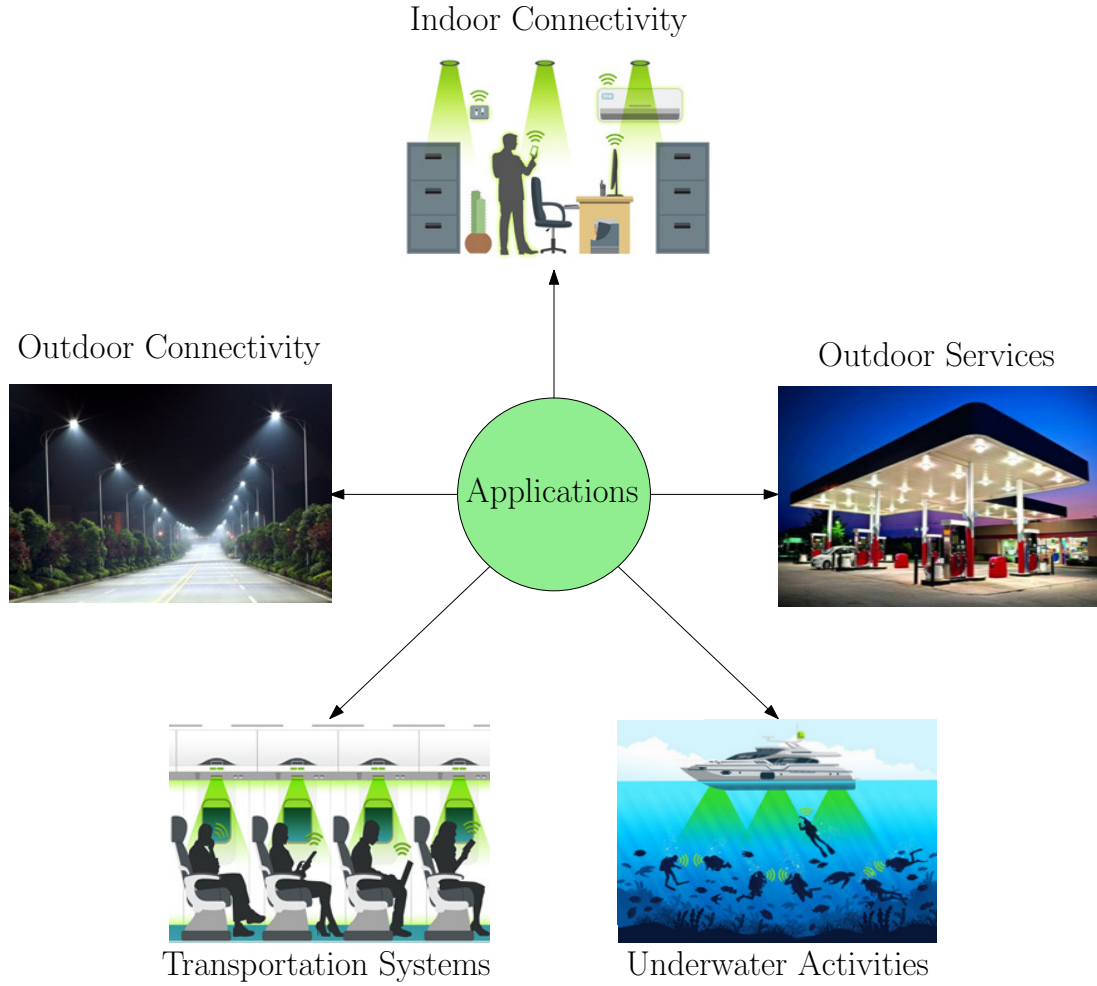 Indoor Connectivity
Outdoor Connectivity
Outdoor Services
Applications
Transportation Systems
Underwater Activities